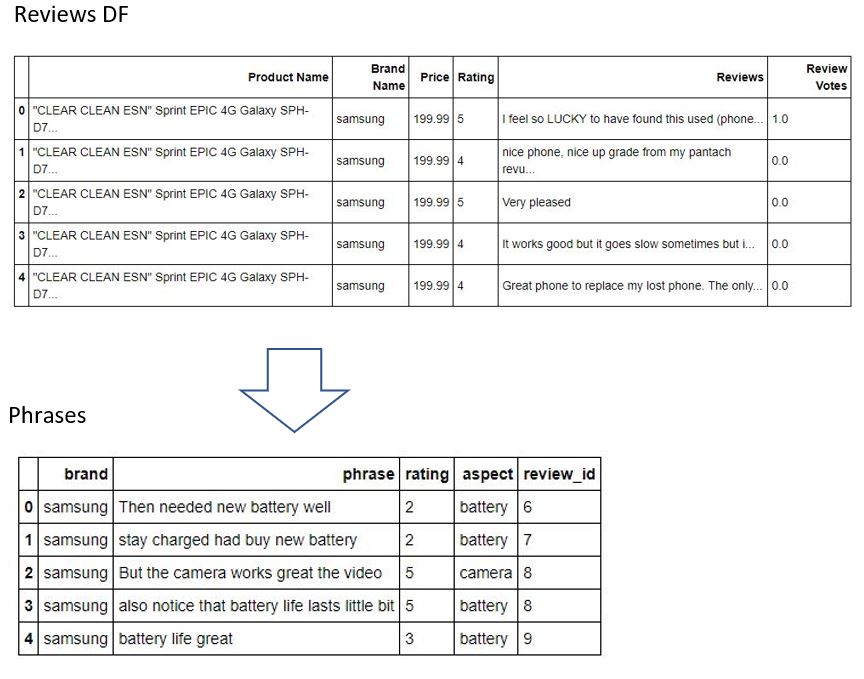 Reviews DF
Product Name Brand Name Price Rating Reviews Review Votes
0 "CLEAR CLEAN ESN" Sprint EPIC 4G Galaxy SPH-D7... samsung 199.99 5 I feel so LUCKY to have found this used (phone... 1.0
1 "CLEAR CLEAN ESN" Sprint EPIC 4G Galaxy SPH-D7... samsung 199.99 4 nice phone, nice up grade from my pantach revu... 0.0
2 "CLEAR CLEAN ESN" Sprint EPIC 4G Galaxy SPH-D7... samsung 199.99 5 Very pleased 0.0
3 "CLEAR CLEAN ESN" Sprint EPIC 4G Galaxy SPH-D7... samsung 199.99 4 It works good but it goes slow sometimes but i... 0.0
4 "CLEAR CLEAN ESN" Sprint EPIC 4G Galaxy SPH-D7... samsung 199.99 4 Great phone to replace my lost phone. The only... 0.0
Phrases
brand phrase rating aspect review_id
0 samsung Then needed new battery well 2 battery 6
1 samsung stay charged had buy new battery 2 battery 7
2 samsung But the camera works great the video 5 camera 8
3 samsung also notice that battery life lasts little bit 5 battery 8
4 samsung battery life great 3 battery 9